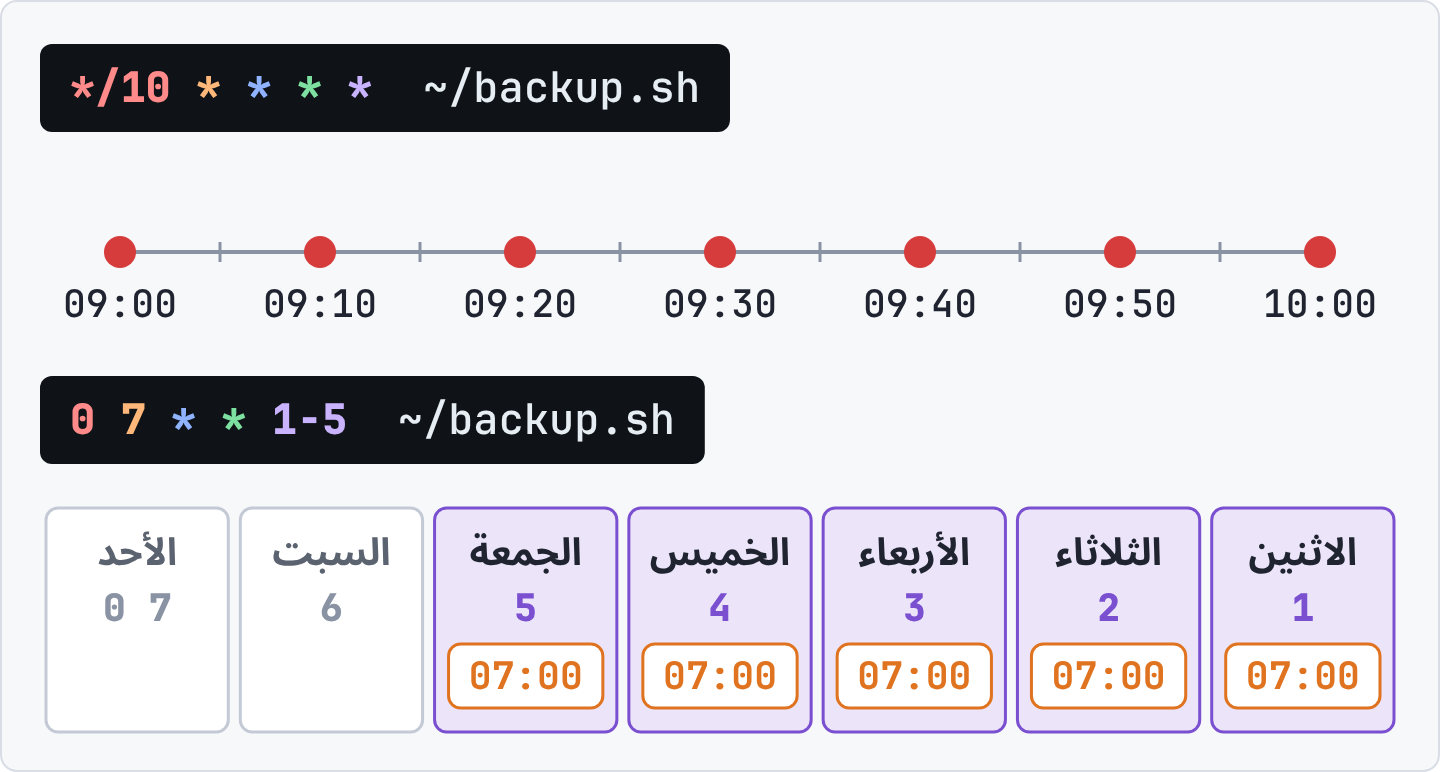 */10 * * * *  ~/backup.sh
09:00 09:10 09:20 09:30 09:40 09:50 10:00
0 7 * * 1-5  ~/backup.sh
الاثنين الثلاثاء الأربعاء الخميس الجمعة السبت الأحد
1 2 3 4 5 6 0 7
07:00 07:00 07:00 07:00 07:00